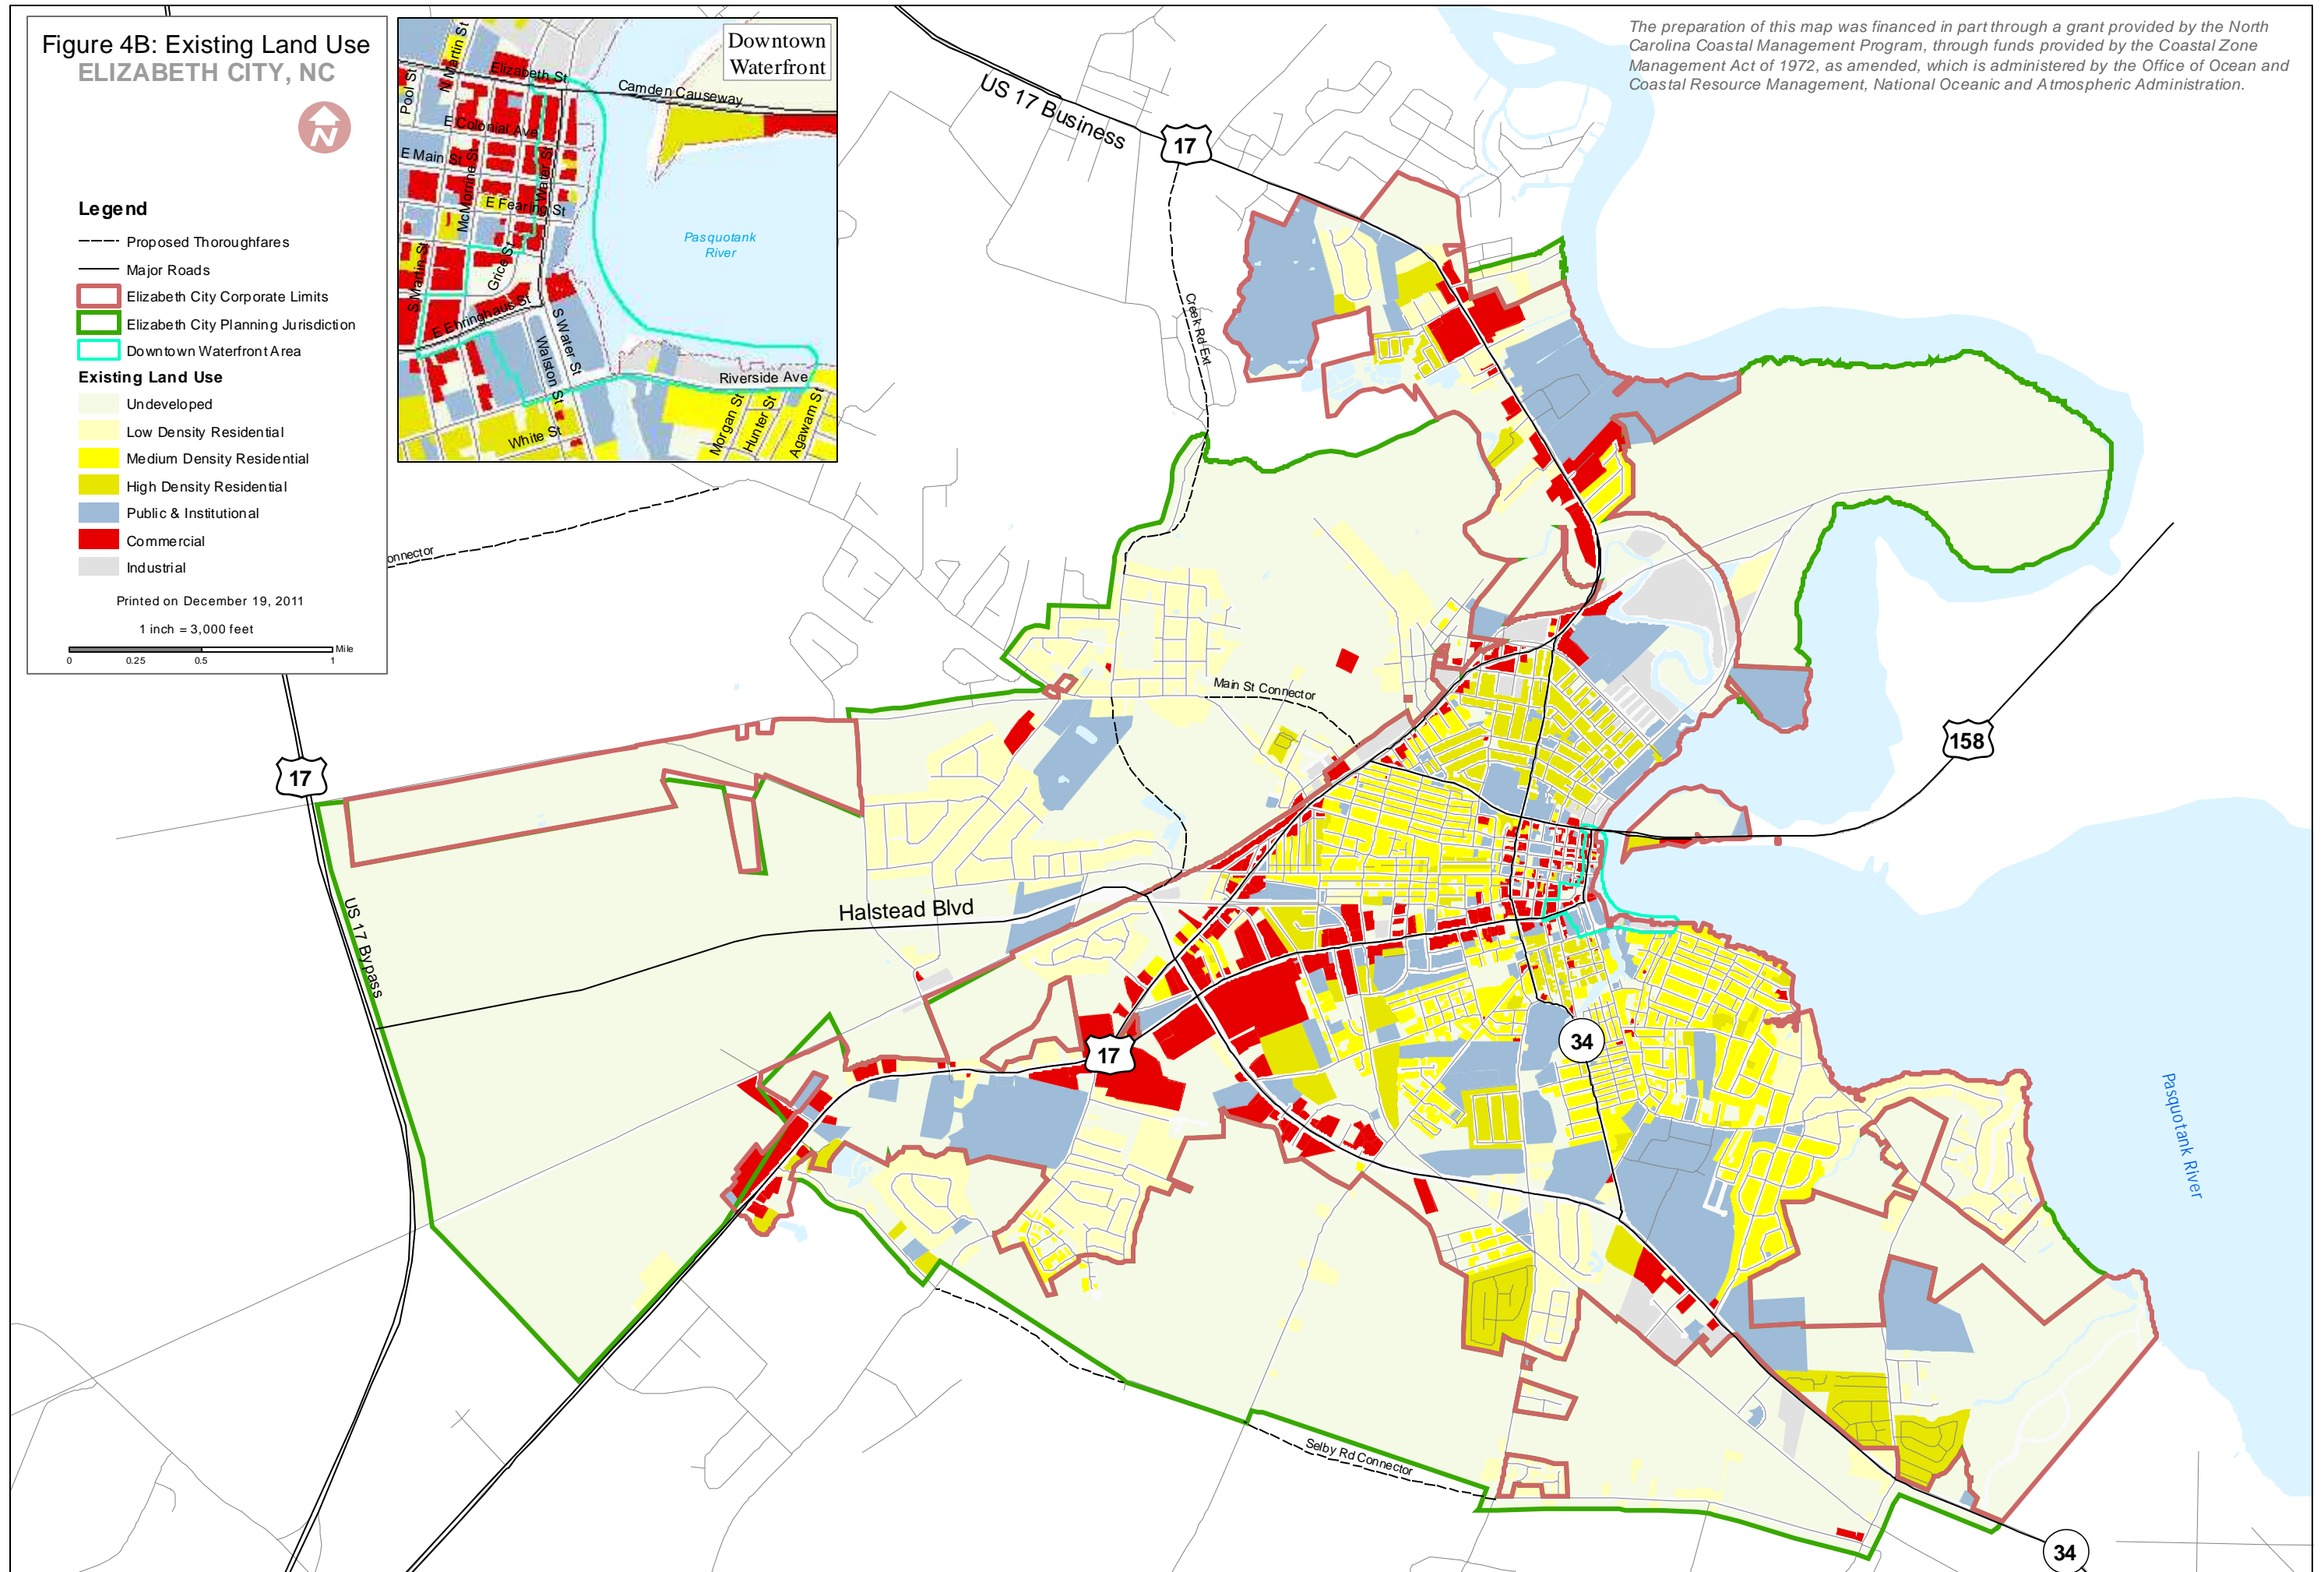 Figure 4B: Existing Land Use
ELIZABETH CITY, NC
N
Legend
Proposed Thoroughfares
Major Roads
Elizabeth City Corporate Limits
Elizabeth City Planning Jurisdiction
Downtown Waterfront Area
Existing Land Use
Undeveloped
Low Density Residential
Medium Density Residential
High Density Residential
Public & Institutional
Commercial
Industrial
Printed on December 19, 2011
1 inch = 3,000 feet
Mile
0 0.25 0.5 1
Downtown
Waterfront
Pool St
N Martin St
Elizabeth St
Camden Causeway
E Colonial Ave
E Main St
McMorrine St
N Water St
E Fearing St
Pasquotank
River
S Martin St
Grice St
E Ehringhaus St
S Water St
Walston St
Riverside Ave
White St
Morgan St
Hunter St
Agawam St
The preparation of this map was financed in part through a grant provided by the North
Carolina Coastal Management Program, through funds provided by the Coastal Zone
Management Act of 1972, as amended, which is administered by the Office of Ocean and
Coastal Resource Management, National Oceanic and Atmospheric Administration.
US 17 Business
17
Creek Rd Ext
onnector
Main St Connector
17
158
US 17 Bypass
Halstead Blvd
17
34
Pasquotank River
Selby Rd Connector
34